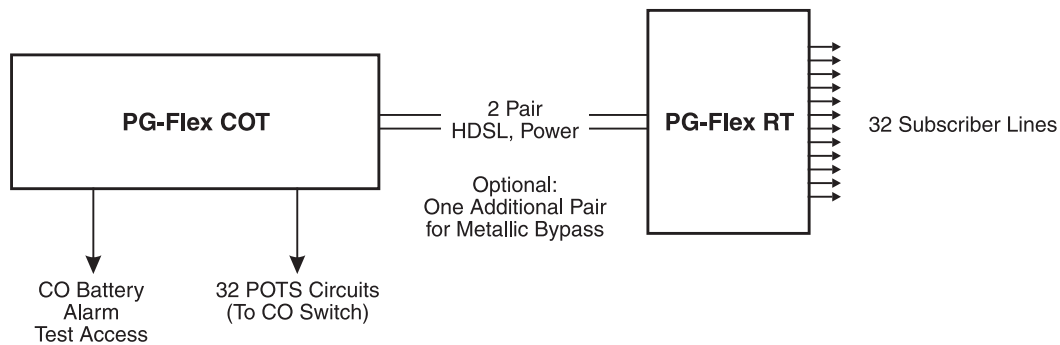 PG-Flex COT
2 Pair
HDSL, Power
PG-Flex RT
32 Subscriber Lines
Optional:
One Additional Pair
for Metallic Bypass
CO Battery
Alarm
Test Access
32 POTS Circuits
(To CO Switch)